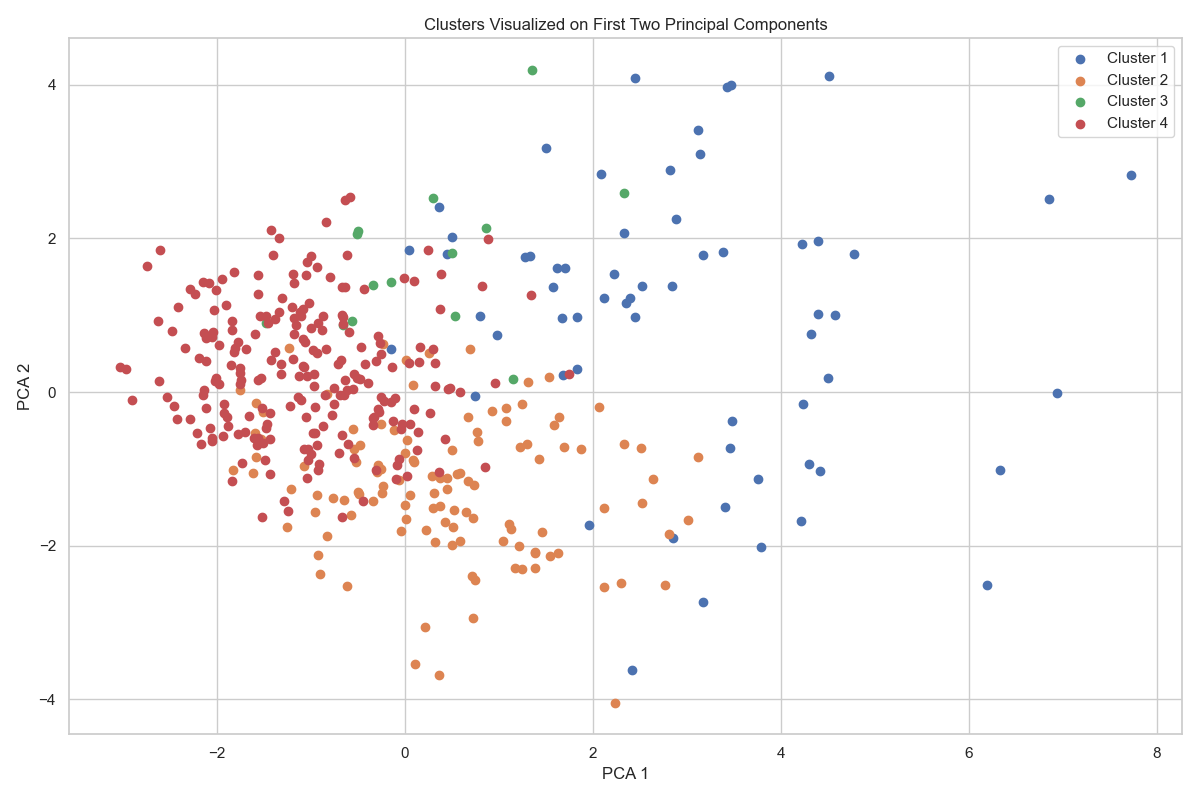 Clusters Visualized on First Two Principal Components
Cluster 1
Cluster 2
Cluster 3
Cluster 4
4
2
0
−2
−4
PCA 2
−2
0
2
4
6
8
PCA 1